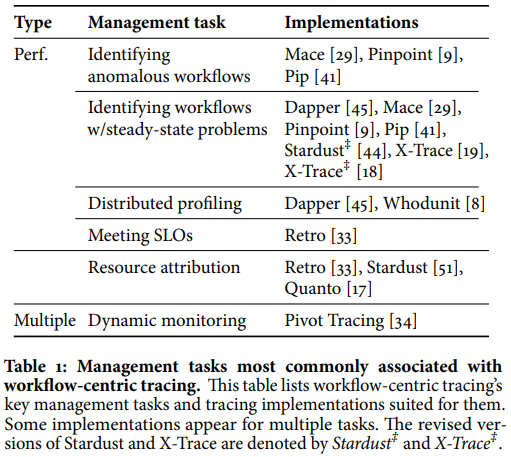 Type Management task Implementations
Perf. Identifying Mace [29], Pinpoint [9],
anomalous workflows Pip [41]
Identifying workflows Dapper [45], Mace [29],
w/steady-state problems Pinpoint [9], Pip [41],
Stardust‡ [44], X-Trace [19],
X-Trace‡ [18]
Distributed profiling Dapper [45], Whodunit [8]
Meeting SLOs Retro [33]
Resource attribution Retro [33], Stardust [51],
Quanto [17]
Multiple Dynamic monitoring Pivot Tracing [34]
Table 1: Management tasks most commonly associated with
workflow-centric tracing. This table lists workflow-centric tracing's
key management tasks and tracing implementations suited for them.
Some implementations appear for multiple tasks. The revised ver-
sions of Stardust and X-Trace are denoted by Stardust‡ and X-Trace‡.